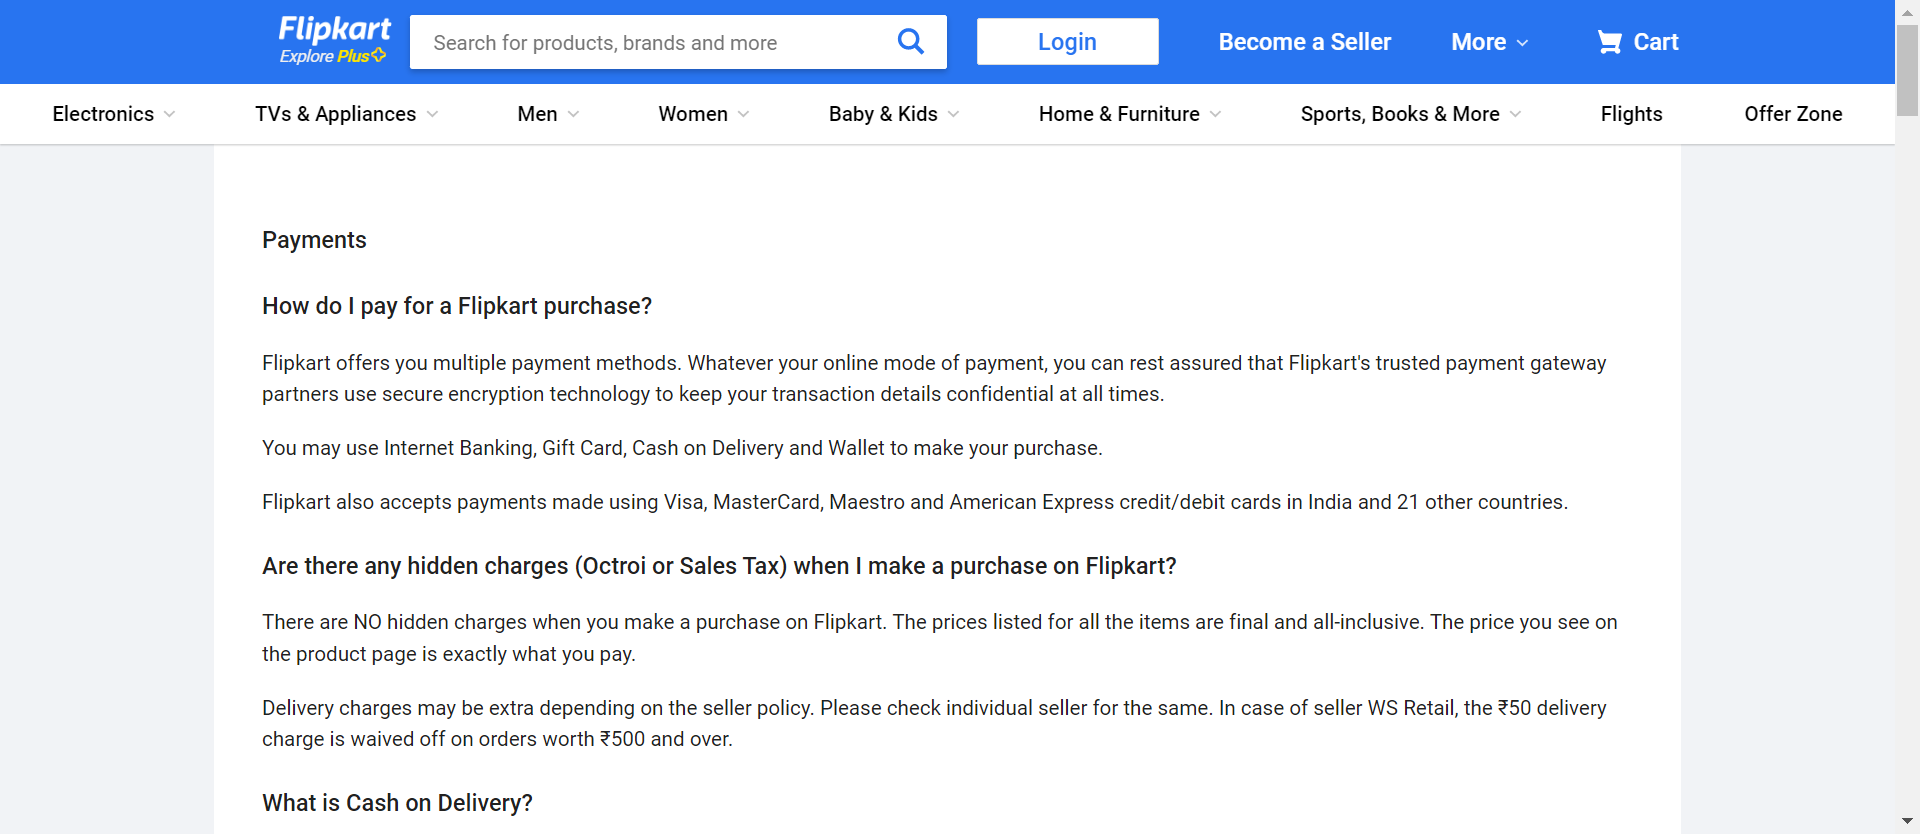 Flipkart
Explore Plus
Search for products, brands and more
Login
Become a Seller
More
Cart
Electronics
TVs & Appliances
Men
Women
Baby & Kids
Home & Furniture
Sports, Books & More
Flights
Offer Zone
Payments
How do I pay for a Flipkart purchase?
Flipkart offers you multiple payment methods. Whatever your online mode of payment, you can rest assured that Flipkart's trusted payment gateway
partners use secure encryption technology to keep your transaction details confidential at all times.
You may use Internet Banking, Gift Card, Cash on Delivery and Wallet to make your purchase.
Flipkart also accepts payments made using Visa, MasterCard, Maestro and American Express credit/debit cards in India and 21 other countries.
Are there any hidden charges (Octroi or Sales Tax) when I make a purchase on Flipkart?
There are NO hidden charges when you make a purchase on Flipkart. The prices listed for all the items are final and all-inclusive. The price you see on
the product page is exactly what you pay.
Delivery charges may be extra depending on the seller policy. Please check individual seller for the same. In case of seller WS Retail, the ₹50 delivery
charge is waived off on orders worth ₹500 and over.
What is Cash on Delivery?